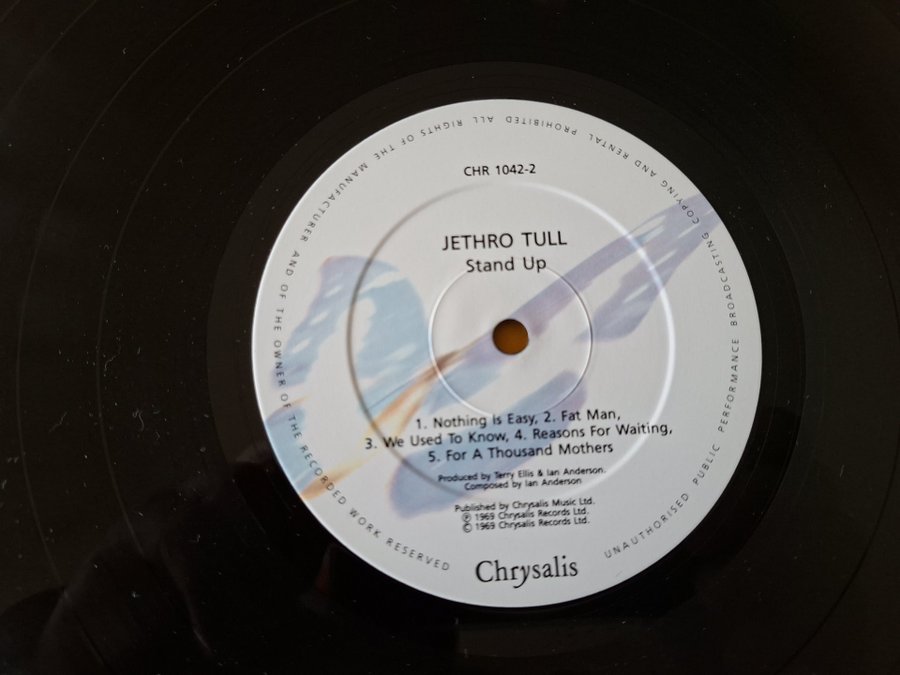 CHR 1042-2
JETHRO TULL
Stand Up
1. Nothing Is Easy, 2. Fat Man,
3. We Used To Know, 4. Reasons For Waiting,
5. For A Thousand Mothers
Produced by Terry Ellis & Ian Anderson.
Composed by Ian Anderson
Published by Chrysalis Music Ltd.
℗ 1969 Chrysalis Records Ltd.
© 1969 Chrysalis Records Ltd.
Chrysalis
UNAUTHORISED PUBLIC PERFORMANCE BROADCASTING COPYING AND RENTAL PROHIBITED ALL RIGHTS OF THE MANUFACTURER AND OF THE OWNER OF THE RECORDED WORK RESERVED